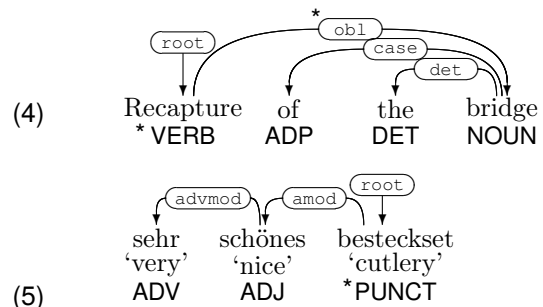 * obl
root case
det
(4) Recapture of the bridge
* VERB ADP DET NOUN
advmod amod root
sehr schönes besteckset
‘very’ ‘nice’ ‘cutlery’
(5) ADV ADJ *PUNCT